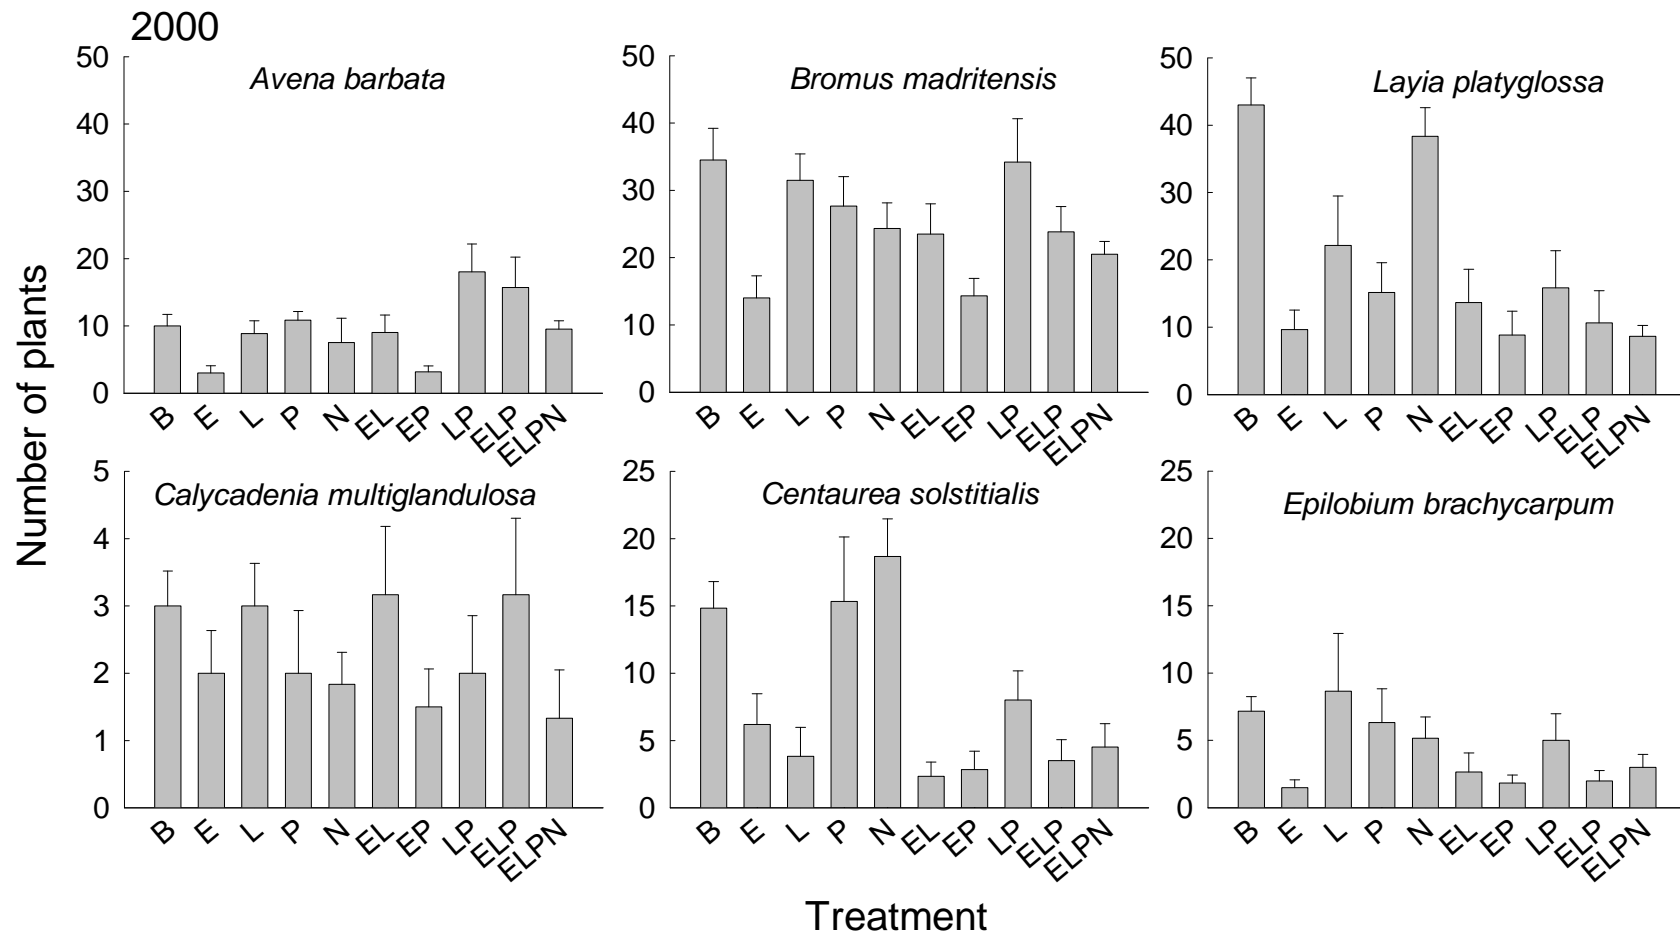 2000
Number of plants
Avena barbata
50
40
30
20
10
0
B E L P N EL EP LP ELP ELPN
Bromus madritensis
50
40
30
20
10
0
B E L P N EL EP LP ELP ELPN
Layia platyglossa
50
40
30
20
10
0
B E L P N EL EP LP ELP ELPN
Calycadenia multiglandulosa
5
4
3
2
1
0
B E L P N EL EP LP ELP ELPN
Centaurea solstitialis
25
20
15
10
5
0
B E L P N EL EP LP ELP ELPN
Epilobium brachycarpum
25
20
15
10
5
0
B E L P N EL EP LP ELP ELPN
Treatment